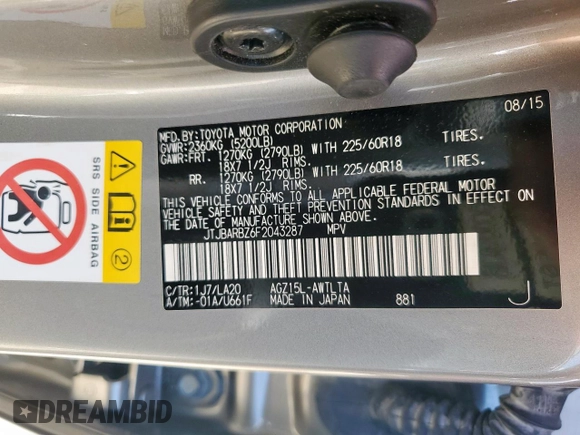 08/15
MFD.BY:TOYOTA MOTOR CORPORATION
GVWR:2360KG (5200LB)
GAWR:FRT. 1270KG (2790LB) WITH 225/60R18 TIRES.
18X7 1/2J RIMS.
RR. 1270KG (2790LB) WITH 225/60R18 TIRES.
18X7 1/2J RIMS.
THIS VEHICLE CONFORMS TO ALL APPLICABLE FEDERAL MOTOR
VEHICLE SAFETY AND THEFT PREVENTION STANDARDS IN EFFECT ON
THE DATE OF MANUFACTURE SHOWN ABOVE.
JTJBARBZ6F2043287 MPV
C/TR:1J7/LA20 AGZ15L-AWTLTA
A/TM:-01A/U661F MADE IN JAPAN 881
J
SRS SIDE AIRBAG
2
DREAMBID